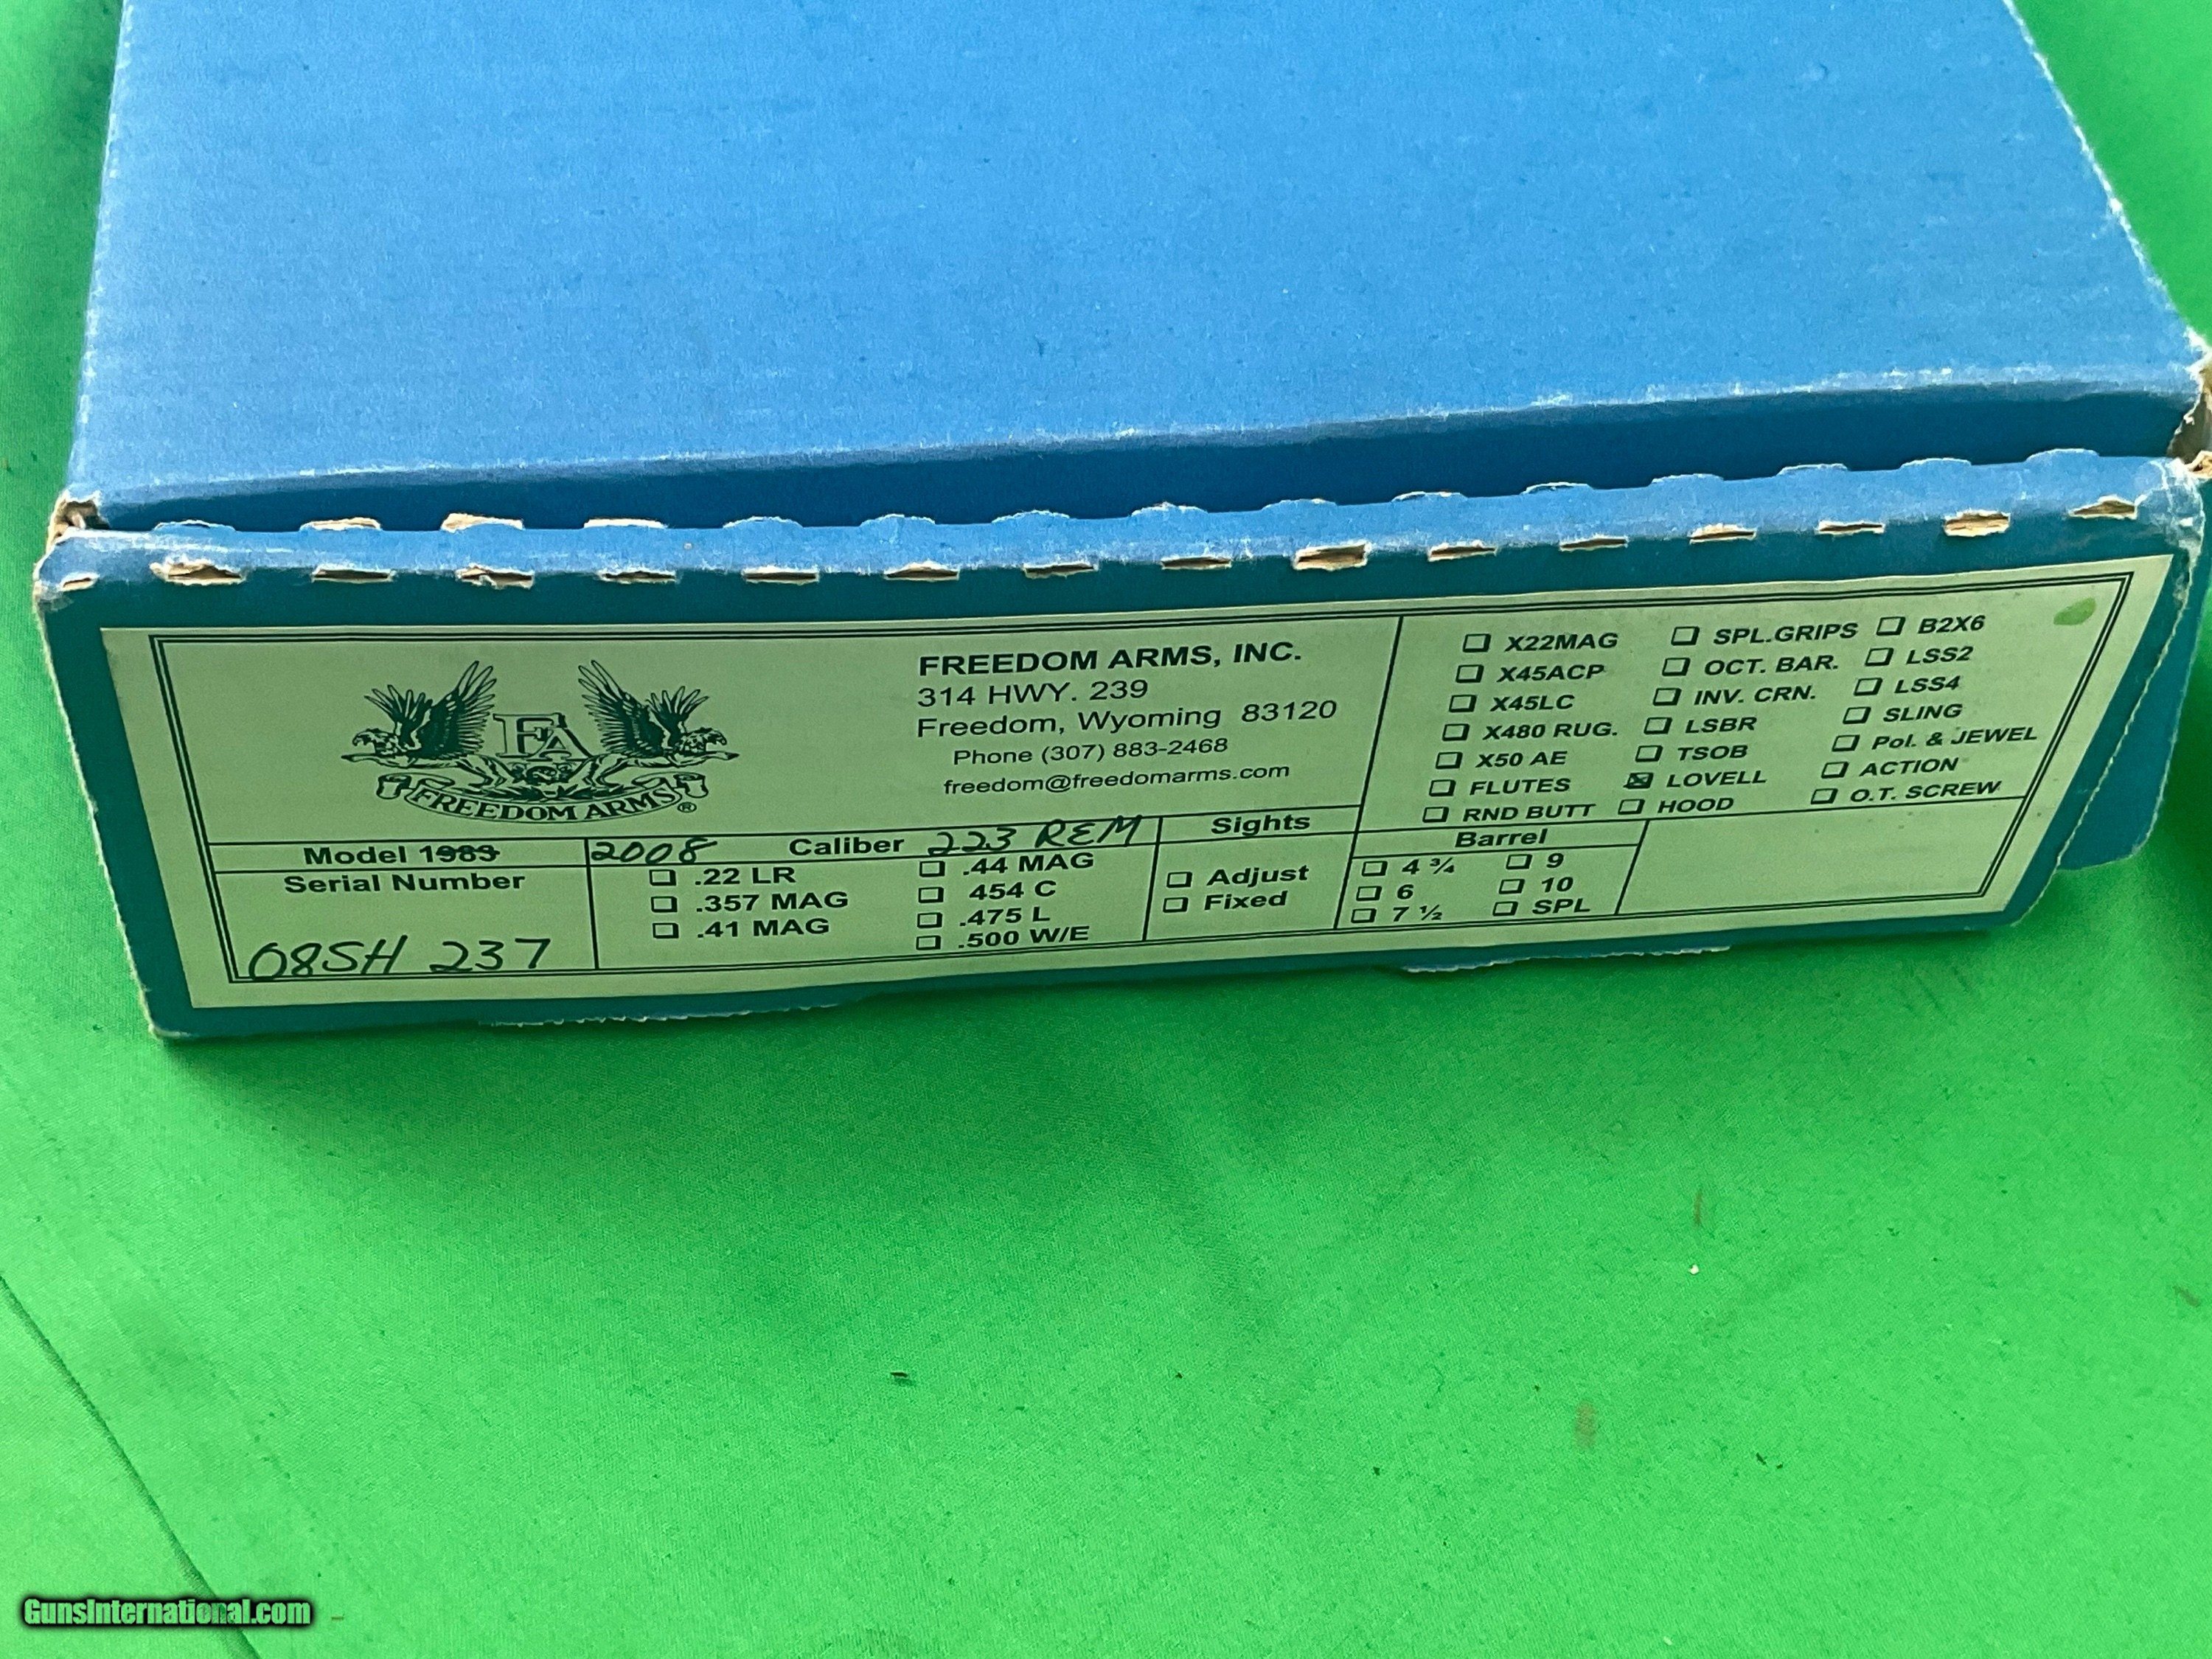 FREEDOM ARMS, INC.
314 HWY. 239
Freedom, Wyoming 83120
Phone (307) 883-2468
freedom@freedomarms.com
FA
FREEDOM ARMS®
X22MAG SPL.GRIPS B2X6
X45ACP OCT. BAR. LSS2
X45LC INV. CRN. LSS4
X480 RUG. LSBR SLING
X50 AE TSOB Pol. & JEWEL
FLUTES LOVELL ACTION
RND BUTT HOOD O.T. SCREW
Model 1983 2008 Caliber 223 REM Sights Barrel
Serial Number
08SH 237
.22 LR .44 MAG
.357 MAG 454 C
.41 MAG .475 L
.500 W/E
Adjust
Fixed
4 ¾ 9
6 10
7 ½ SPL
GunsInternational.com